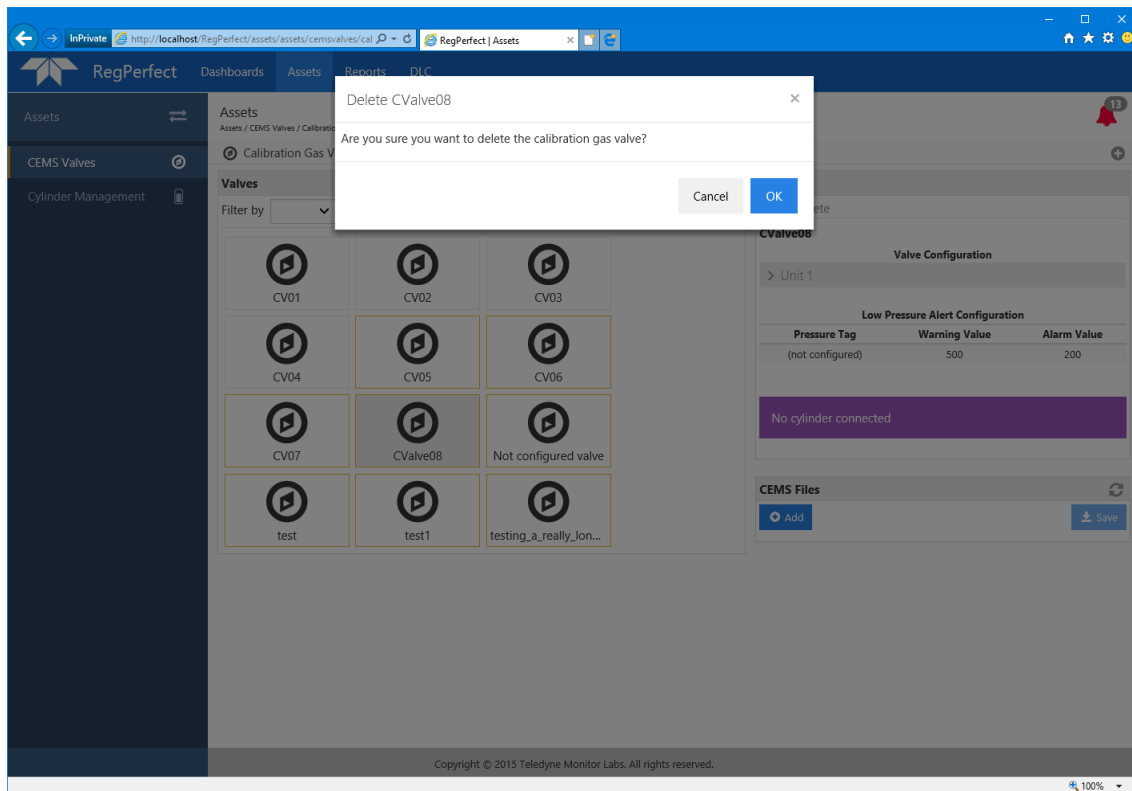 InPrivate http://localhost/RegPerfect/assets/assets/cemsvalves/cal
RegPerfect | Assets
RegPerfect Dashboards Assets Reports DLC
Assets
CEMS Valves
Cylinder Management
Delete CValve08
Are you sure you want to delete the calibration gas valve?
Cancel OK
Assets
Assets / CEMS Valves / Calibratio
13
Calibration Gas V
Valves
Filter by
CV01 CV02 CV03
CV04 CV05 CV06
CV07 CValve08 Not configured valve
test test1 testing_a_really_lon...
ete
CValve08
Valve Configuration
> Unit 1
Low Pressure Alert Configuration
Pressure Tag Warning Value Alarm Value
(not configured) 500 200
No cylinder connected
CEMS Files
Add Save
Copyright © 2015 Teledyne Monitor Labs. All rights reserved.
100%